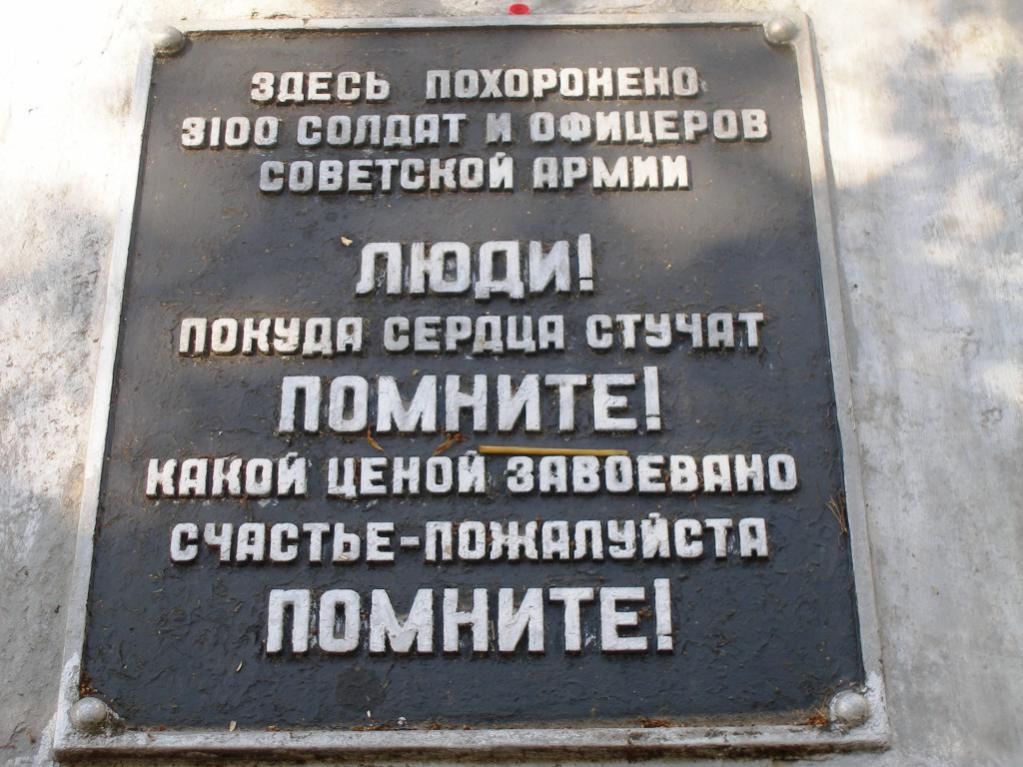 ЗДЕСЬ ПОХОРОНЕНО
3100 СОЛДАТ И ОФИЦЕРОВ
СОВЕТСКОЙ АРМИИ
ЛЮДИ!
ПОКУДА СЕРДЦА СТУЧАТ
ПОМНИТЕ!
КАКОЙ ЦЕНОЙ ЗАВОЕВАНО
СЧАСТЬЕ-ПОЖАЛУЙСТА
ПОМНИТЕ!